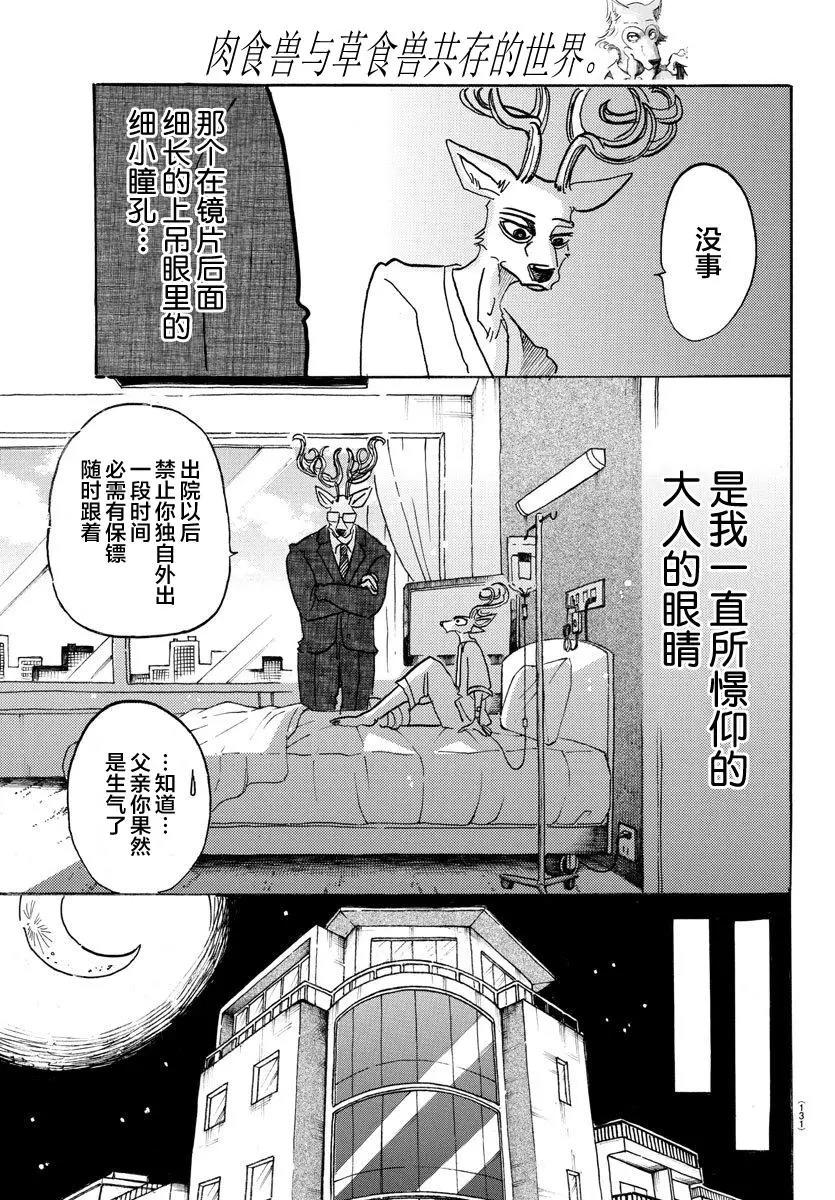 肉食兽与草食兽共存的世界。
没事
那个在镜片后面
细长的上吊眼里的
细小瞳孔…
是我一直所憬仰的
大人的眼睛
出院以后
禁止你独自外出
一段时间
必需有保镖
随时跟着
…知道…
父亲你果然
是生气了
(131)